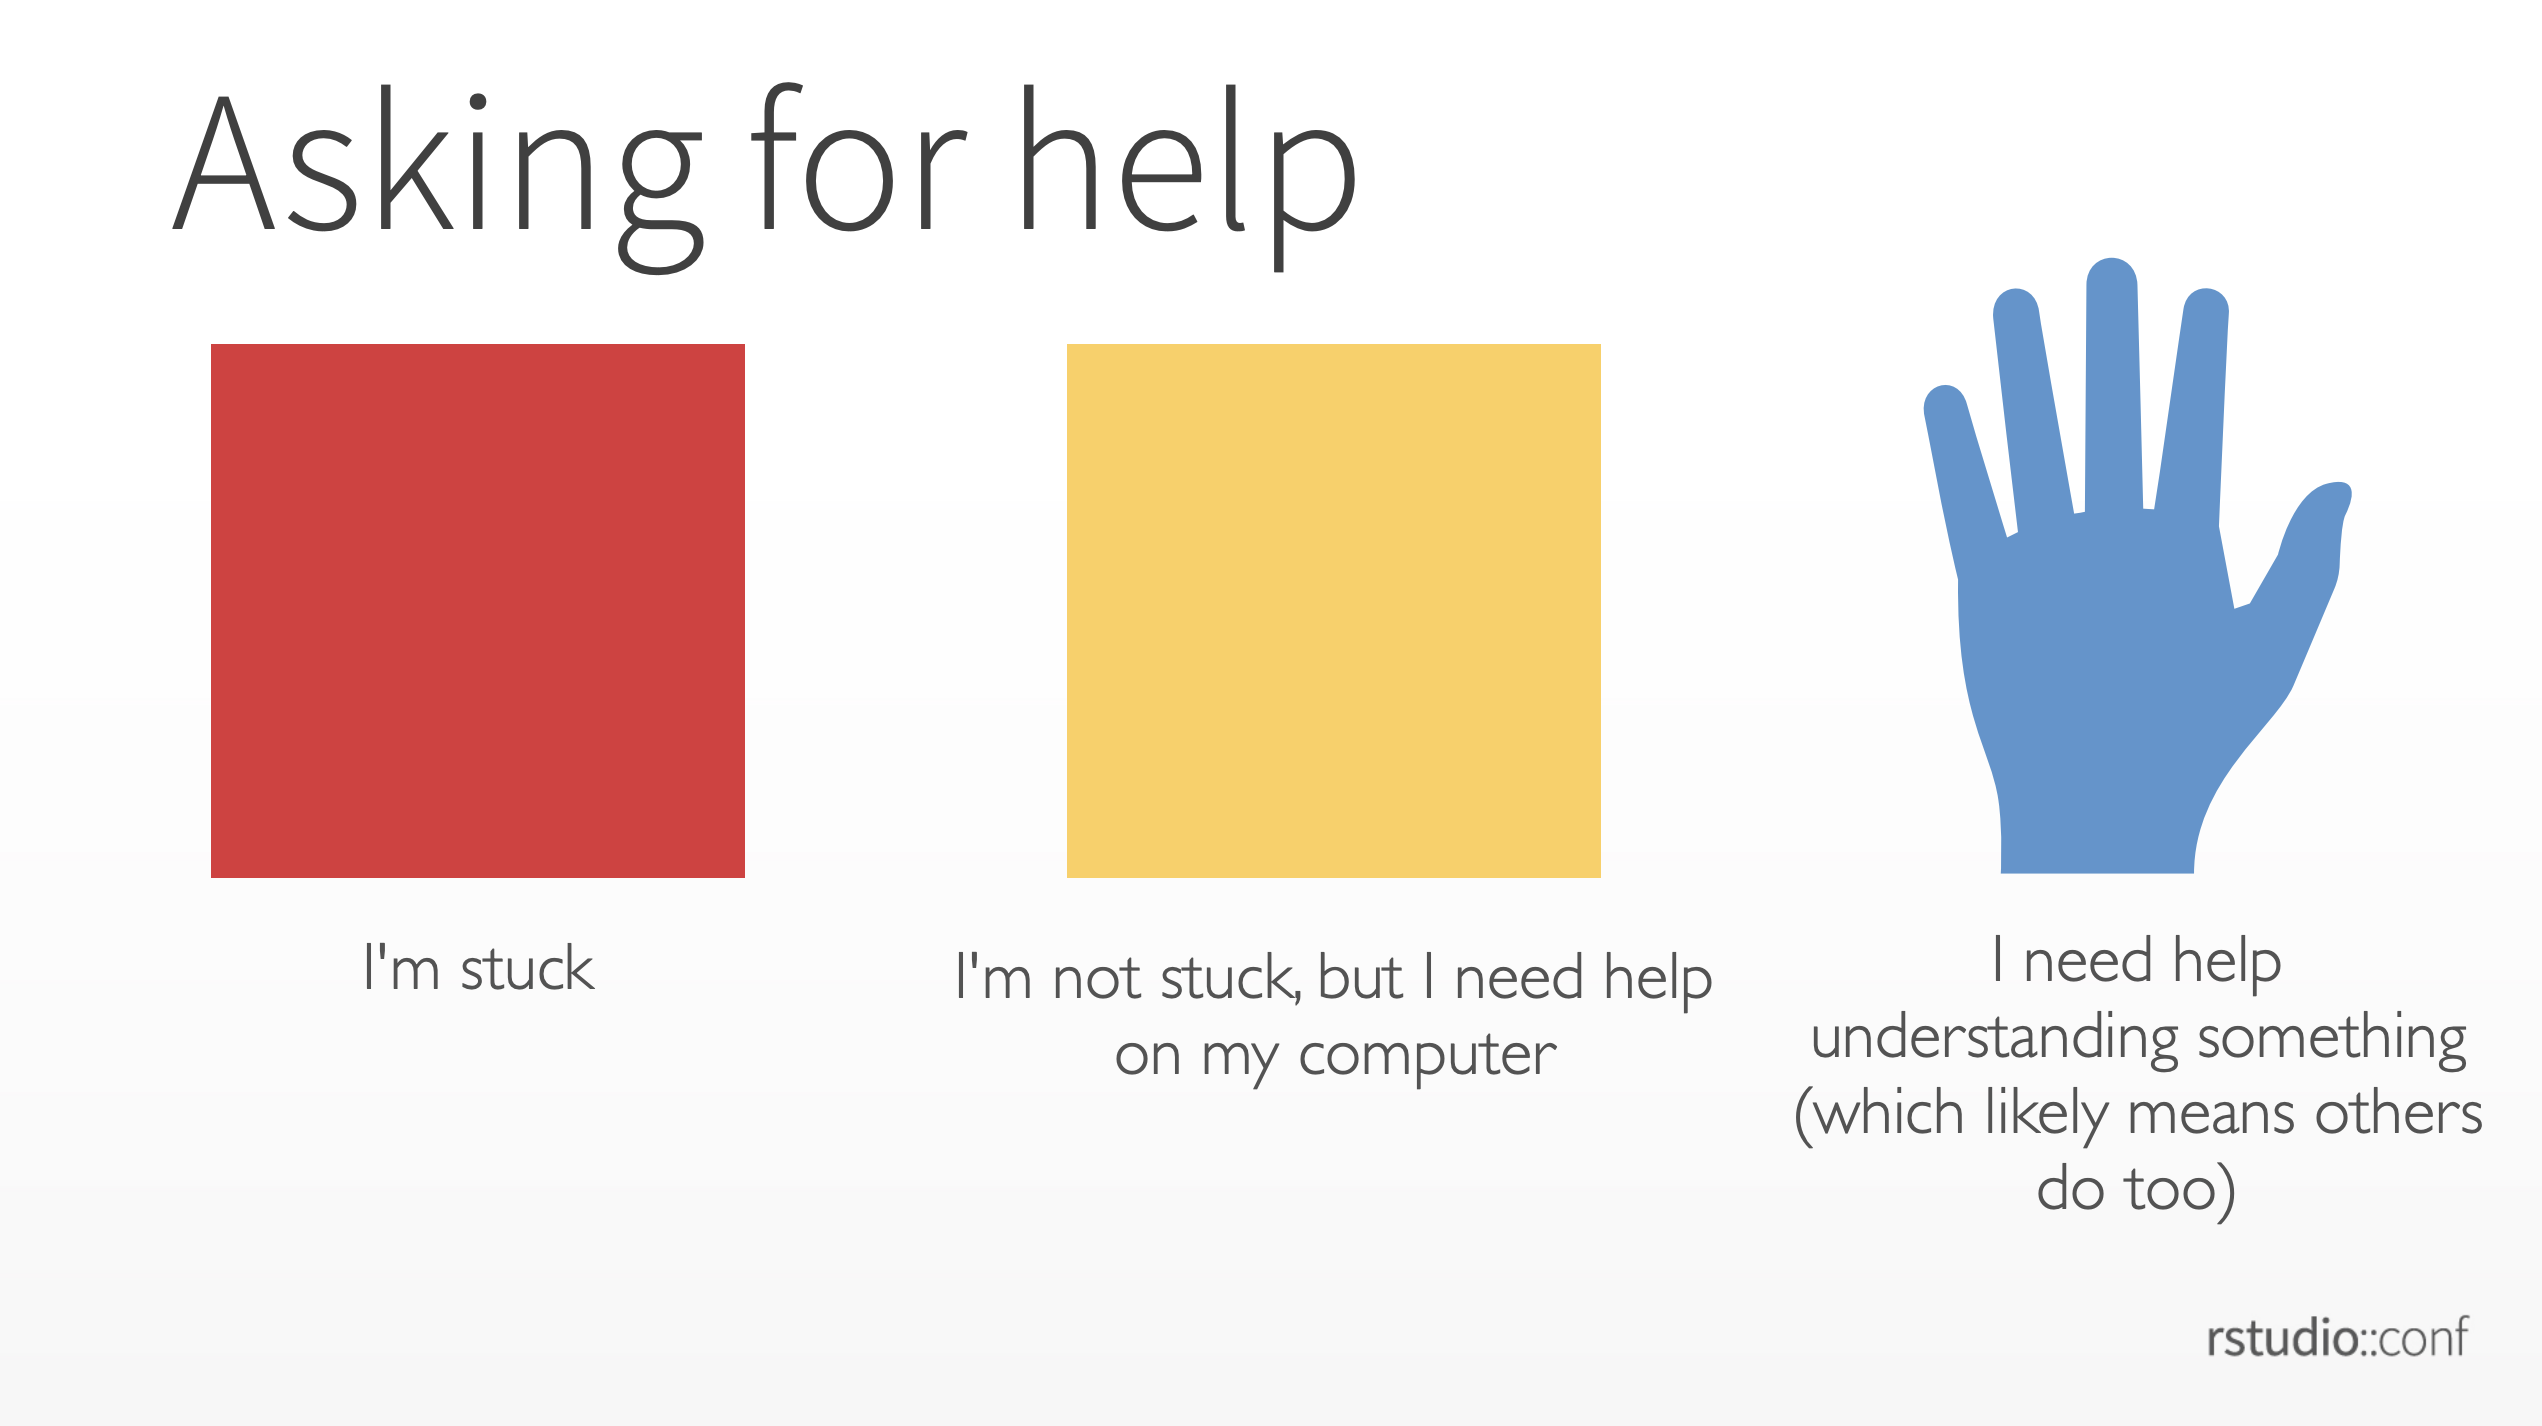 Asking for help
I'm stuck
I'm not stuck, but I need help
on my computer
I need help
understanding something
(which likely means others
do too)
rstudio::conf